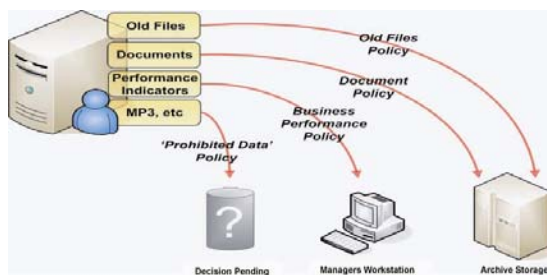 Old Files
Documents
Performance
Indicators
MP3, etc
Old Files
Policy
Document
Policy
Business
Performance
Policy
'Prohibited Data'
Policy
?
Decision Pending
Managers Workstation
Archive Storage